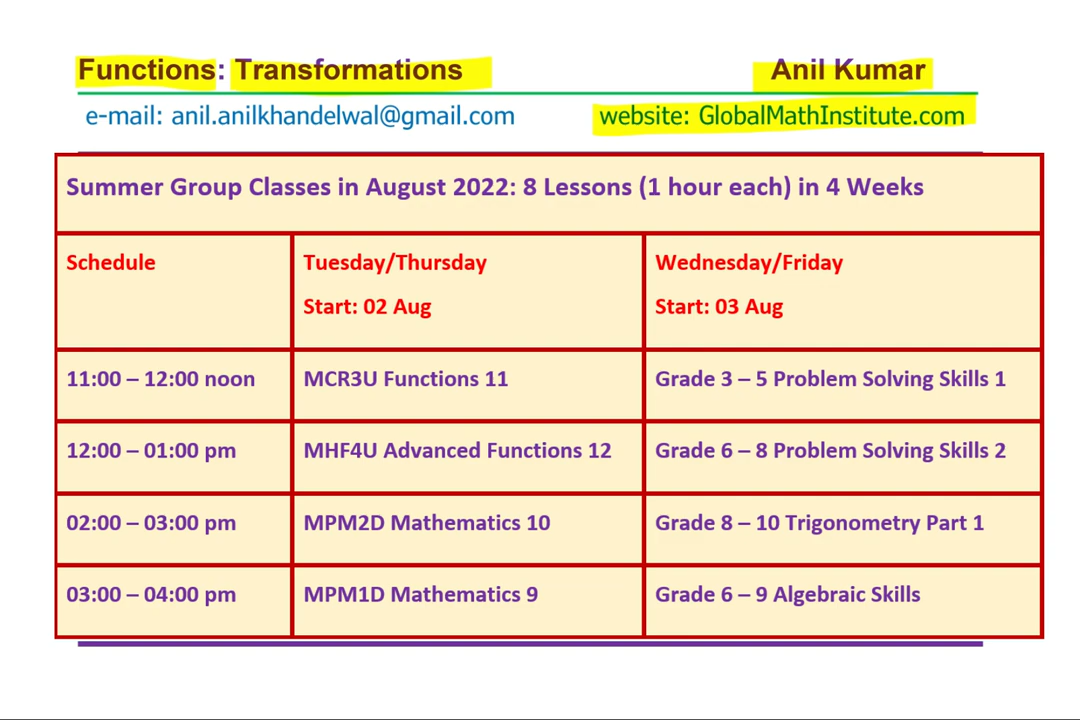 Functions: Transformations Anil Kumar
e-mail: anil.anilkhandelwal@gmail.com website: GlobalMathInstitute.com
Summer Group Classes in August 2022: 8 Lessons (1 hour each) in 4 Weeks
Schedule Tuesday/Thursday Wednesday/Friday
Start: 02 Aug Start: 03 Aug
11:00 – 12:00 noon MCR3U Functions 11 Grade 3 – 5 Problem Solving Skills 1
12:00 – 01:00 pm MHF4U Advanced Functions 12 Grade 6 – 8 Problem Solving Skills 2
02:00 – 03:00 pm MPM2D Mathematics 10 Grade 8 – 10 Trigonometry Part 1
03:00 – 04:00 pm MPM1D Mathematics 9 Grade 6 – 9 Algebraic Skills